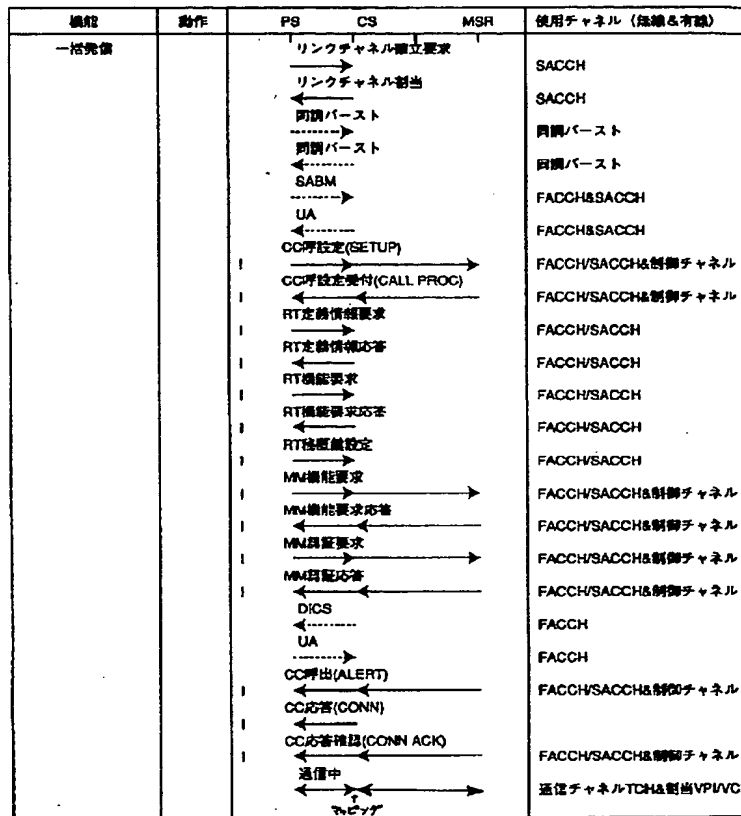 機能 動作 PS CS MSR 使用チャネル（無線＆有線）
一括発信 リンクチャネル確立要求
SACCH
リンクチャネル割当
SACCH
同調バースト
同調バースト
同調バースト
同調バースト
SABM
FACCH&SACCH
UA
FACCH&SACCH
CC呼設定(SETUP)
FACCH/SACCH&制御チャネル
CC呼設定受付(CALL PROC)
FACCH/SACCH&制御チャネル
RT定義情報要求
FACCH/SACCH
RT定義情報応答
FACCH/SACCH
RT機能要求
FACCH/SACCH
RT機能要求応答
FACCH/SACCH
RT秘匿鍵設定
FACCH/SACCH
MM機能要求
FACCH/SACCH&制御チャネル
MM機能要求応答
FACCH/SACCH&制御チャネル
MM認証要求
FACCH/SACCH&制御チャネル
MM認証応答
FACCH/SACCH&制御チャネル
DICS
FACCH
UA
FACCH
CC呼出(ALERT)
FACCH/SACCH&制御チャネル
CC応答(CONN)
CC応答確認(CONN ACK)
FACCH/SACCH&制御チャネル
通信中
通信チャネルTCH&割当VPI/VC
マッピング